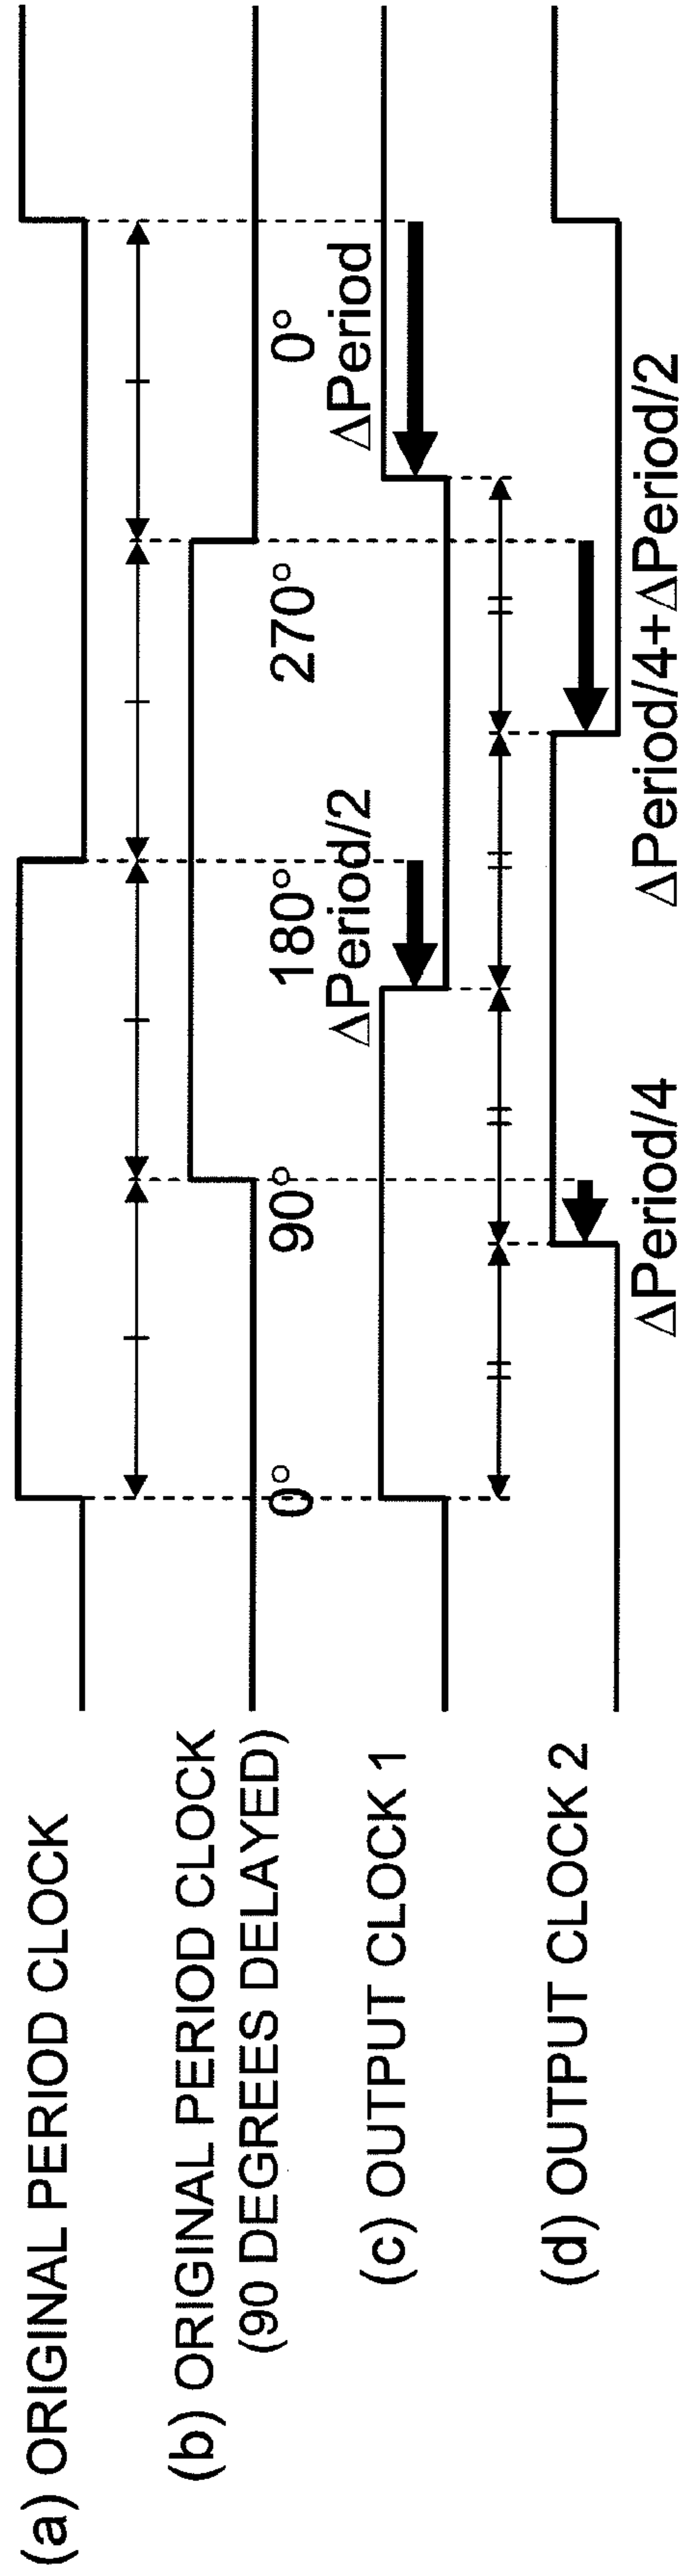 (a) ORIGINAL PERIOD CLOCK
(b) ORIGINAL PERIOD CLOCK
(90 DEGREES DELAYED)
0° 90° 180° 270° 0°
ΔPeriod/2 ΔPeriod
(c) OUTPUT CLOCK 1
(d) OUTPUT CLOCK 2
ΔPeriod/4 ΔPeriod/4+ΔPeriod/2